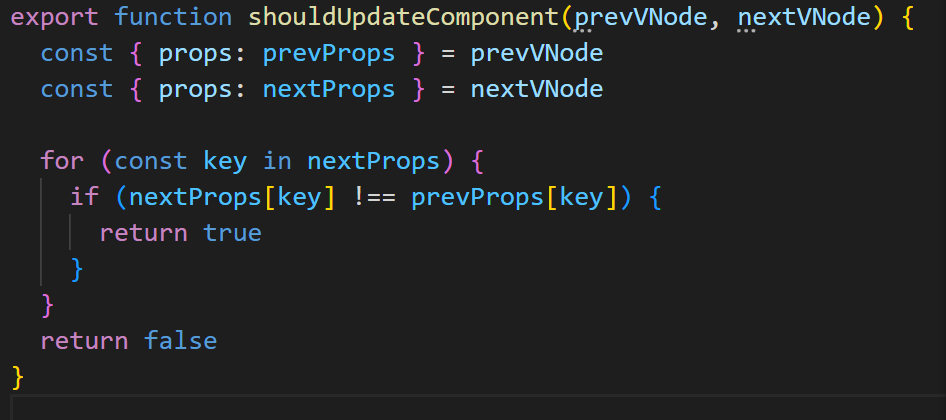 export function shouldUpdateComponent(prevVNode, nextVNode) {
  const { props: prevProps } = prevVNode
  const { props: nextProps } = nextVNode

  for (const key in nextProps) {
    if (nextProps[key] !== prevProps[key]) {
      return true
    }
  }
  return false
}